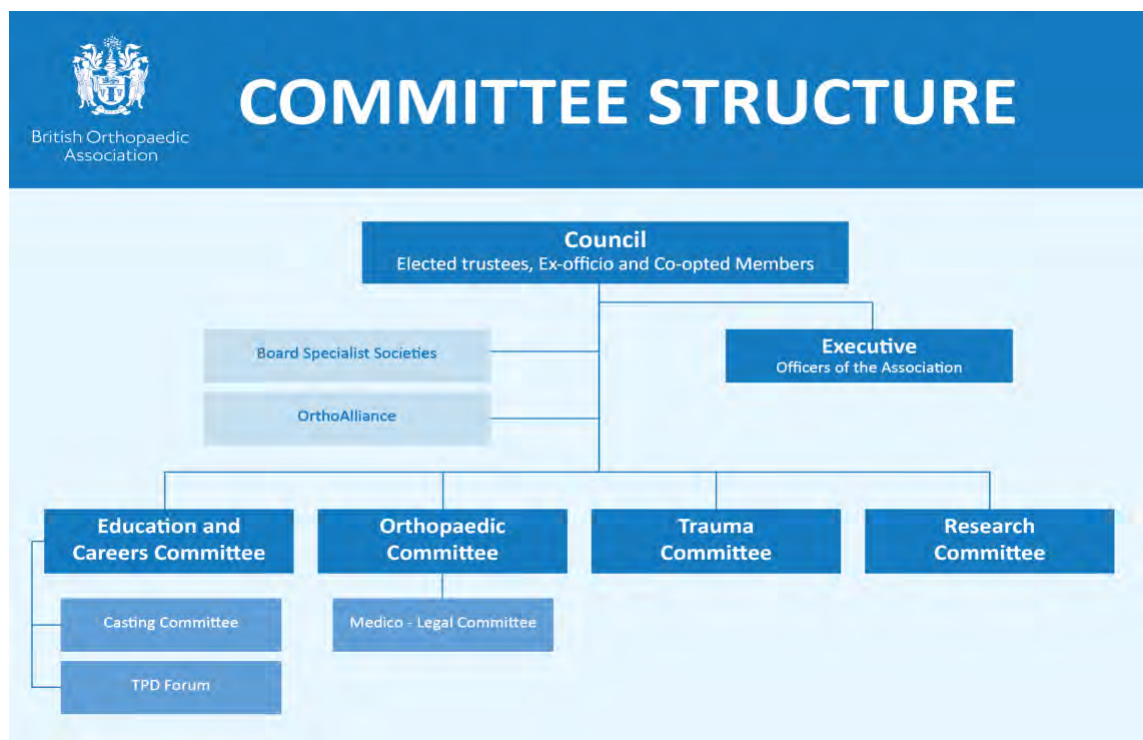 British Orthopaedic
Association
COMMITTEE STRUCTURE
Council
Elected trustees, Ex-officio and Co-opted Members
Board Specialist Societies
Executive
Officers of the Association
OrthoAlliance
Education and
Careers Committee
Orthopaedic
Committee
Trauma
Committee
Research
Committee
Casting Committee
Medico - Legal Committee
TPD Forum